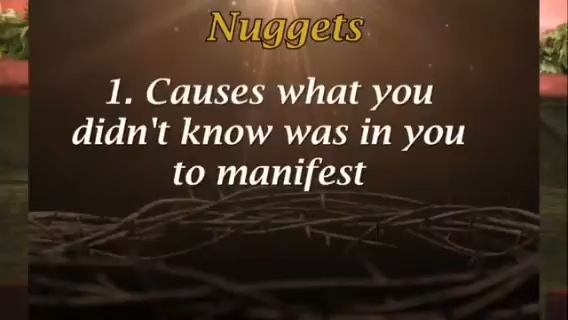 Nuggets
1. Causes what you
didn't know was in you
to manifest